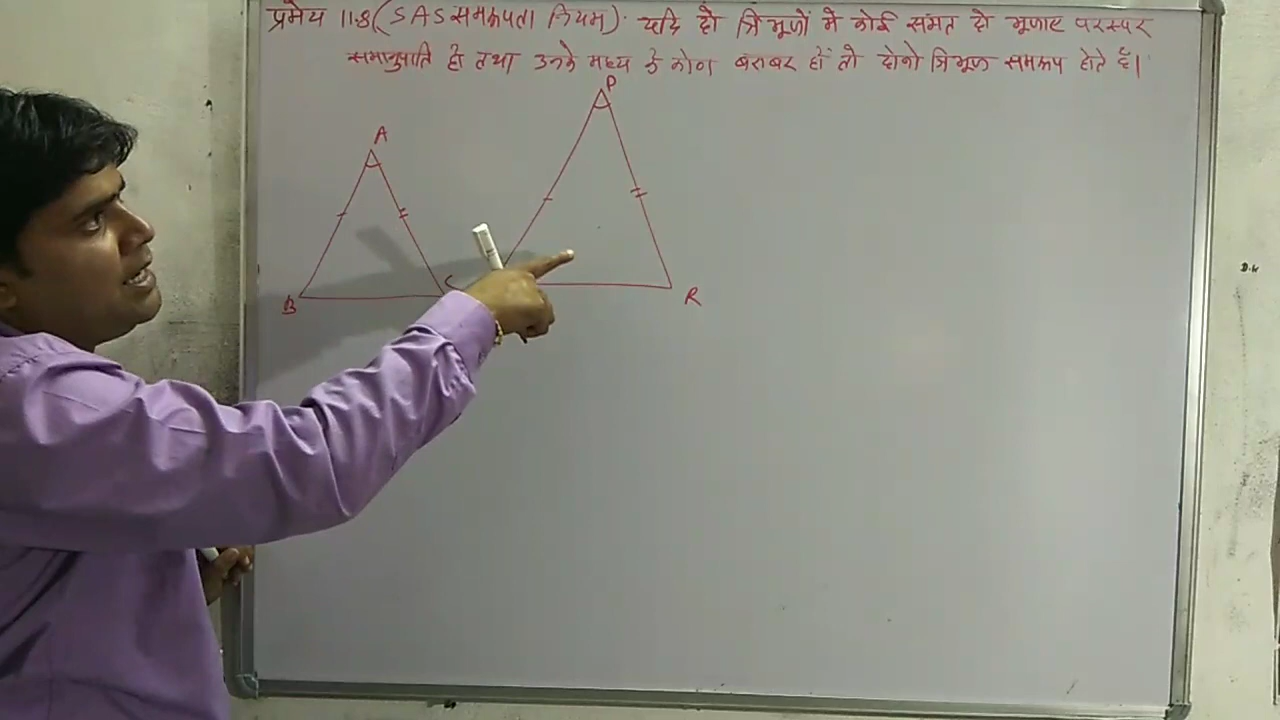 प्रमेय 11.8 (SAS समरूपता नियम). यदि दो त्रिभूजों मे कोई संगत दो भूजाए परस्पर
समानुपाति हो तथा उनके मध्य के कोण बराबर हों तो दोनो त्रिभूज समरूप होते हैं।
P
A
B
C
R